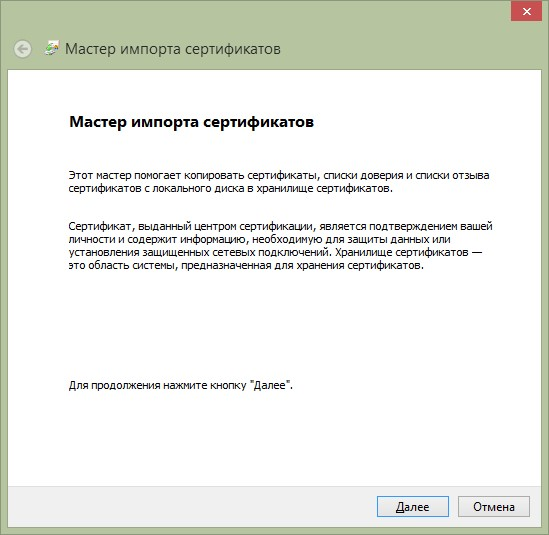 Мастер импорта сертификатов
Мастер импорта сертификатов
Этот мастер помогает копировать сертификаты, списки доверия и списки отзыва
сертификатов с локального диска в хранилище сертификатов.
Сертификат, выданный центром сертификации, является подтверждением вашей
личности и содержит информацию, необходимую для защиты данных или
установления защищенных сетевых подключений. Хранилище сертификатов —
это область системы, предназначенная для хранения сертификатов.
Для продолжения нажмите кнопку "Далее".
Далее
Отмена